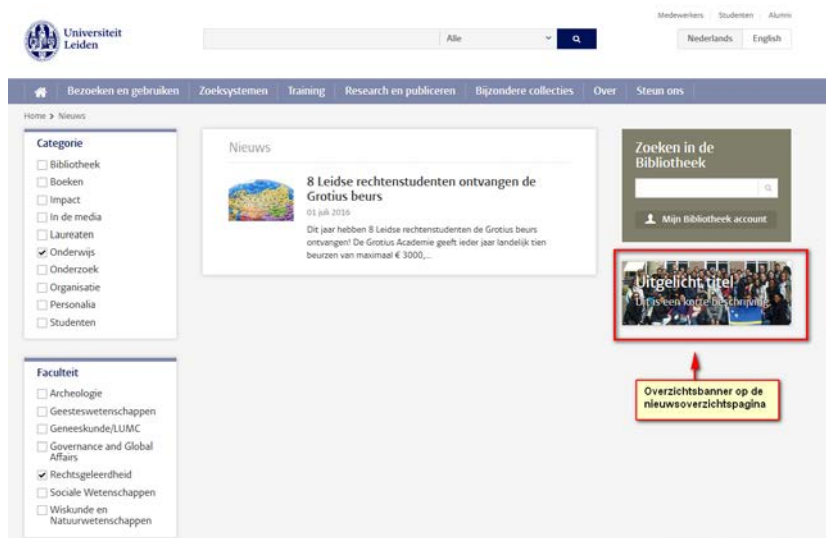 Medewerkers Studenten Alumni
Universiteit
Leiden
Alle
Nederlands English
Bezoeken en gebruiken Zoeksystemen Training Research en publiceren Bijzondere collecties Over Steun ons
Home > Nieuws
Categorie
Bibliotheek
Boeken
Impact
In de media
Laureaten
Onderwijs
Onderzoek
Organisatie
Personalia
Studenten
Faculteit
Archeologie
Geesteswetenschappen
Geneeskunde/LUMC
Governance and Global
Affairs
Rechtsgeleerdheid
Sociale Wetenschappen
Wiskunde en
Natuurwetenschappen
Nieuws
8 Leidse rechtenstudenten ontvangen de
Grotius beurs
01 juli 2016
Dit jaar hebben 8 Leidse rechtenstudenten de Grotius beurs
ontvangen! De Grotius Academie geeft ieder jaar landelijk tien
beurzen van maximaal € 3000,...
Zoeken in de
Bibliotheek
Mijn Bibliotheek account
Uitgelicht titel
Dit is een korte beschrijving
Overzichtsbanner op de
nieuwsoverzichtspagina